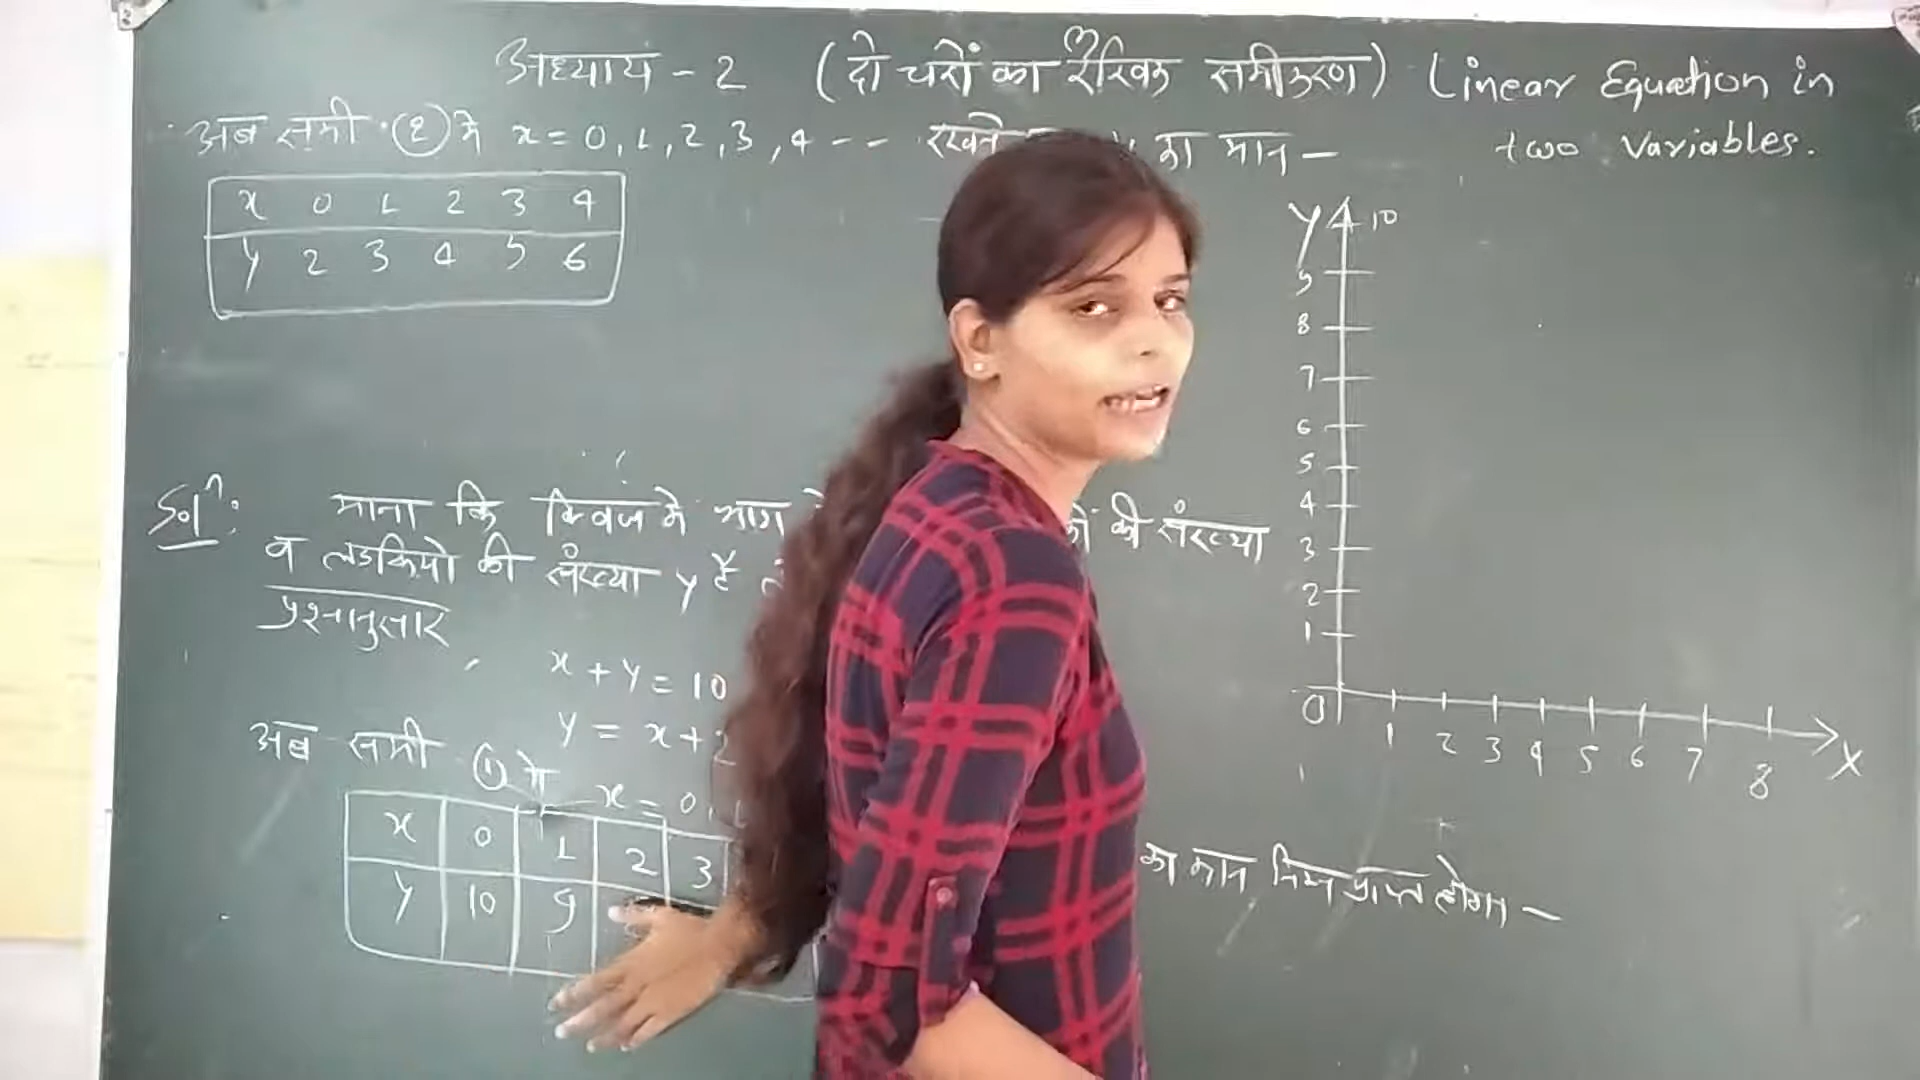 अध्याय - 2 (दो चरों का रैखिक समीकरण) Linear Equation in
two Variables.
अब समी० ② में x = 0, 1, 2, 3, 4 - - रखने का मान –
x 0 1 2 3 4
y 2 3 4 5 6
Solⁿ: माना कि क्विज में भाग की संख्या
व लडकियो की संख्या y है
प्रश्नानुसार,
x + y = 10
y = x + 2
अब समी ① में x = 0, 1 का मान निम्न प्राप्त होगा –
x 0 1 2 3
y 10 9
Y 10
9
8
7
6
5
4
3
2
1
0 1 2 3 4 5 6 7 8 X